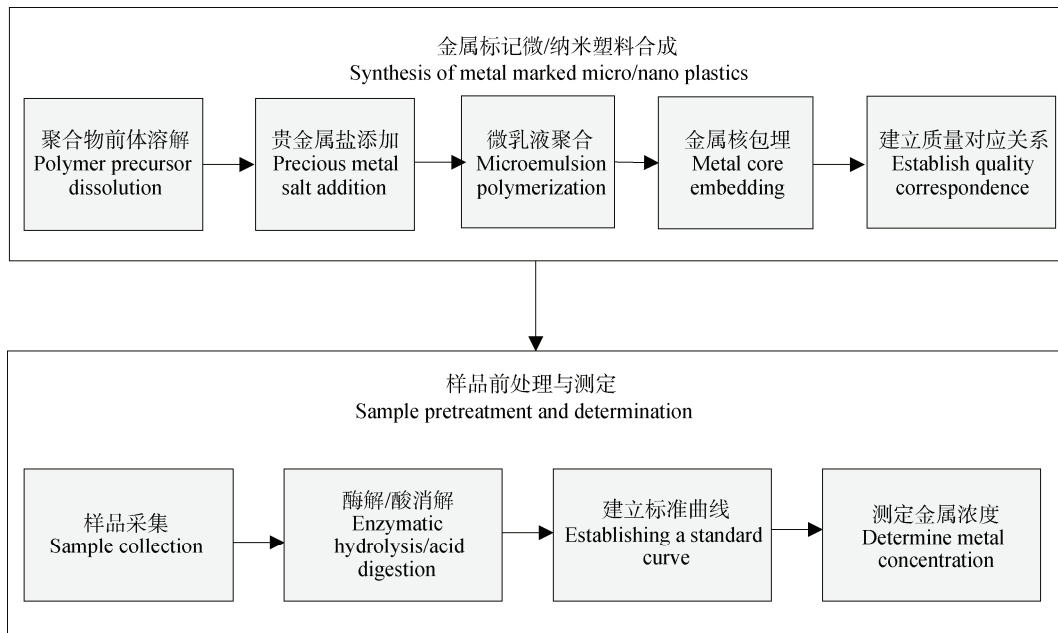 金属标记微/纳米塑料合成
Synthesis of metal marked micro/nano plastics
聚合物前体溶解
Polymer precursor
dissolution
贵金属盐添加
Precious metal
salt addition
微乳液聚合
Microemulsion
polymerization
金属核包埋
Metal core
embedding
建立质量对应关系
Establish quality
correspondence
样品前处理与测定
Sample pretreatment and determination
样品采集
Sample collection
酶解/酸消解
Enzymatic
hydrolysis/acid
digestion
建立标准曲线
Establishing a standard
curve
测定金属浓度
Determine metal
concentration